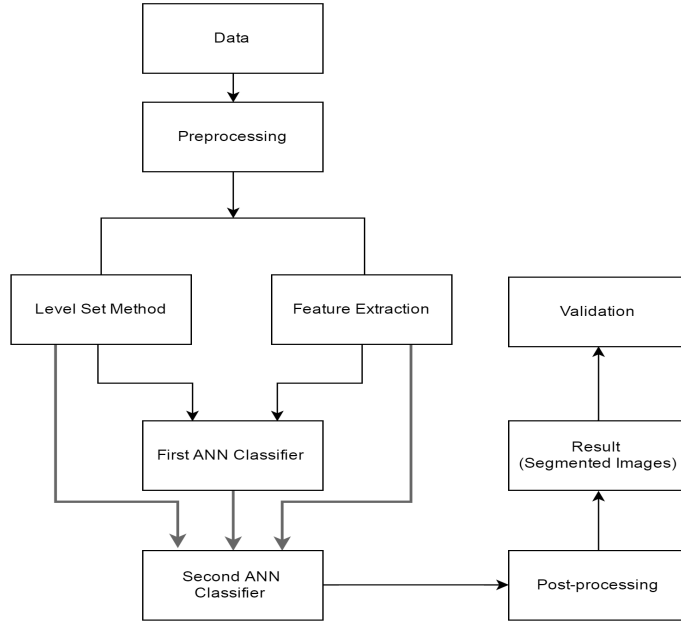 Data
Preprocessing
Level Set Method
Feature Extraction
Validation
First ANN Classifier
Result
(Segmented Images)
Second ANN
Classifier
Post-processing